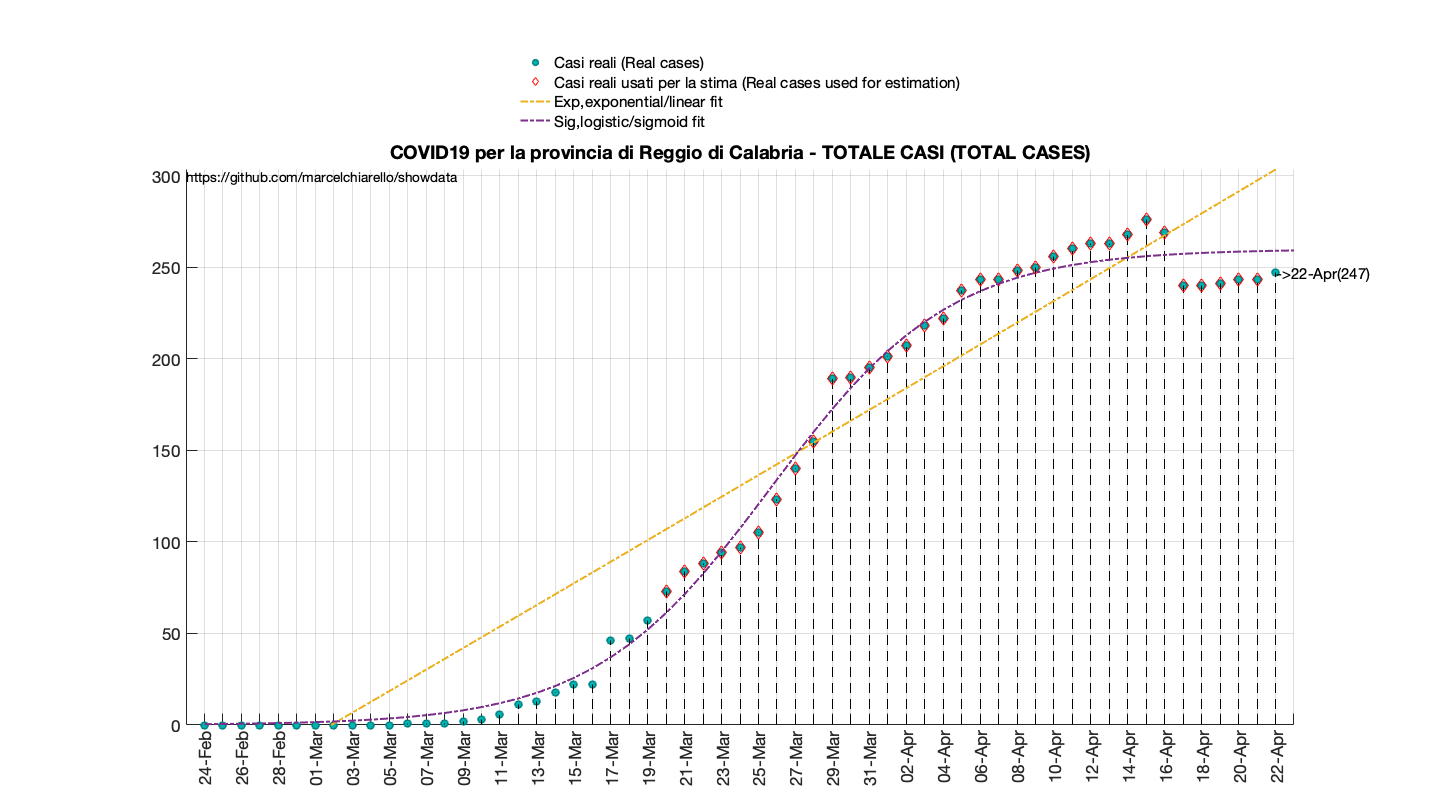 Casi reali (Real cases)
Casi reali usati per la stima (Real cases used for estimation)
Exp,exponential/linear fit
Sig,logistic/sigmoid fit
COVID19 per la provincia di Reggio di Calabria - TOTALE CASI (TOTAL CASES)
https://github.com/marcelchiarello/showdata
300
250
200
150
100
50
0
->22-Apr(247)
24-Feb
26-Feb
28-Feb
01-Mar
03-Mar
05-Mar
07-Mar
09-Mar
11-Mar
13-Mar
15-Mar
17-Mar
19-Mar
21-Mar
23-Mar
25-Mar
27-Mar
29-Mar
31-Mar
02-Apr
04-Apr
06-Apr
08-Apr
10-Apr
12-Apr
14-Apr
16-Apr
18-Apr
20-Apr
22-Apr